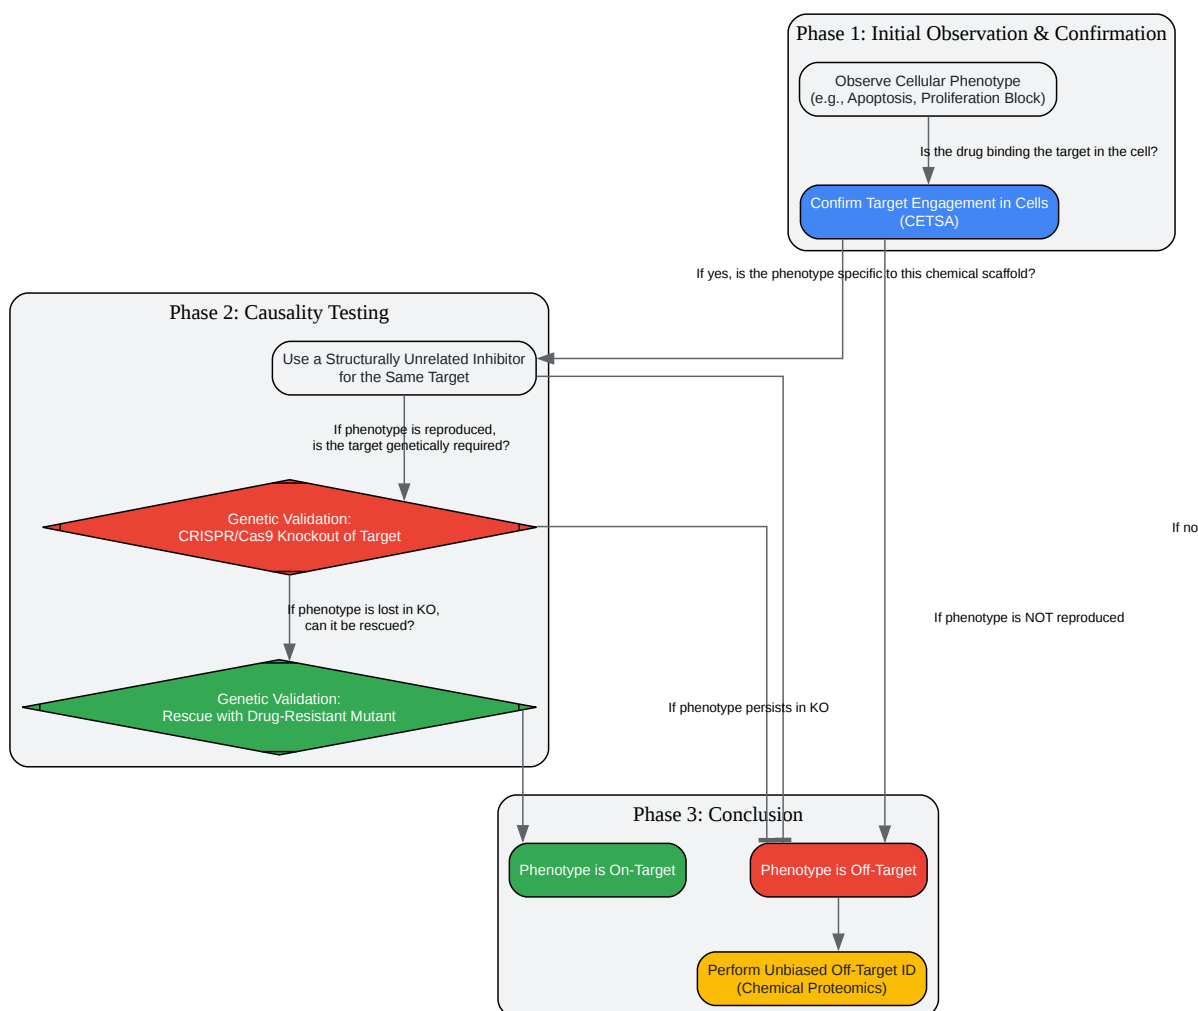 Phase 1: Initial Observation & Confirmation
Observe Cellular Phenotype
(e.g., Apoptosis, Proliferation Block)
Is the drug binding the target in the cell?
Confirm Target Engagement in Cells
(CETSA)
If yes, is the phenotype specific to this chemical scaffold?
Phase 2: Causality Testing
Use a Structurally Unrelated Inhibitor
for the Same Target
If phenotype is reproduced,
is the target genetically required?
Genetic Validation:
CRISPR/Cas9 Knockout of Target
If no
If phenotype is lost in KO,
can it be rescued?
If phenotype is NOT reproduced
Genetic Validation:
Rescue with Drug-Resistant Mutant
If phenotype persists in KO
Phase 3: Conclusion
Phenotype is On-Target
Phenotype is Off-Target
Perform Unbiased Off-Target ID
(Chemical Proteomics)